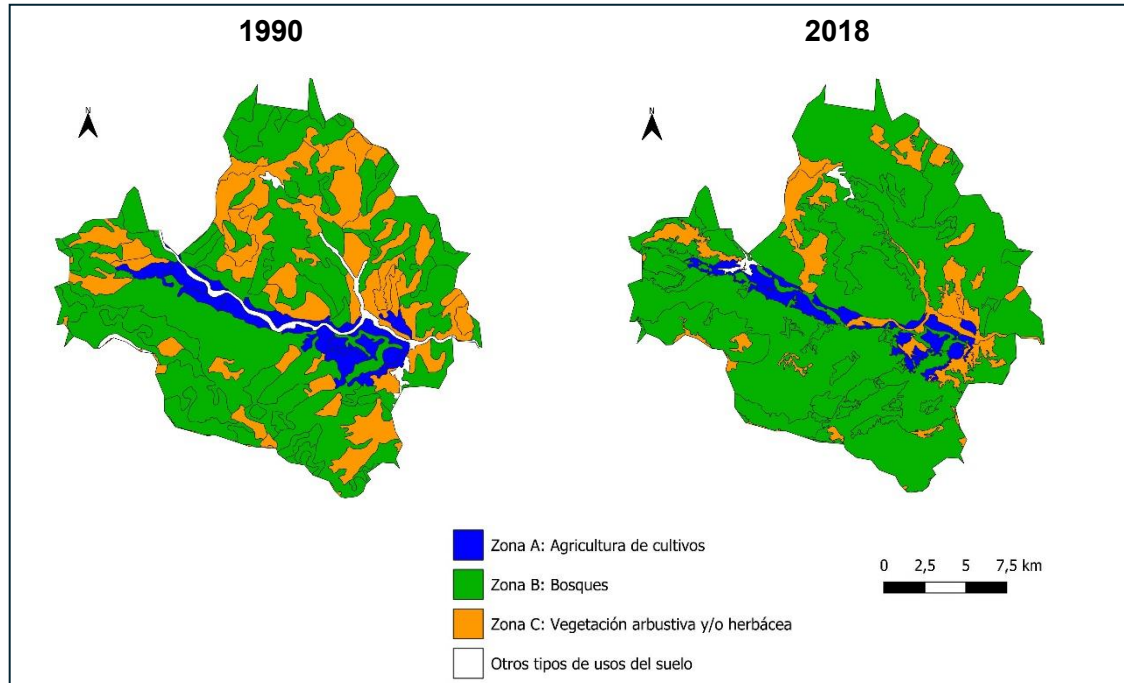 1990
2018
N
N
Zona A: Agricultura de cultivos
Zona B: Bosques
Zona C: Vegetación arbustiva y/o herbácea
Otros tipos de usos del suelo
0 2,5 5 7,5 km